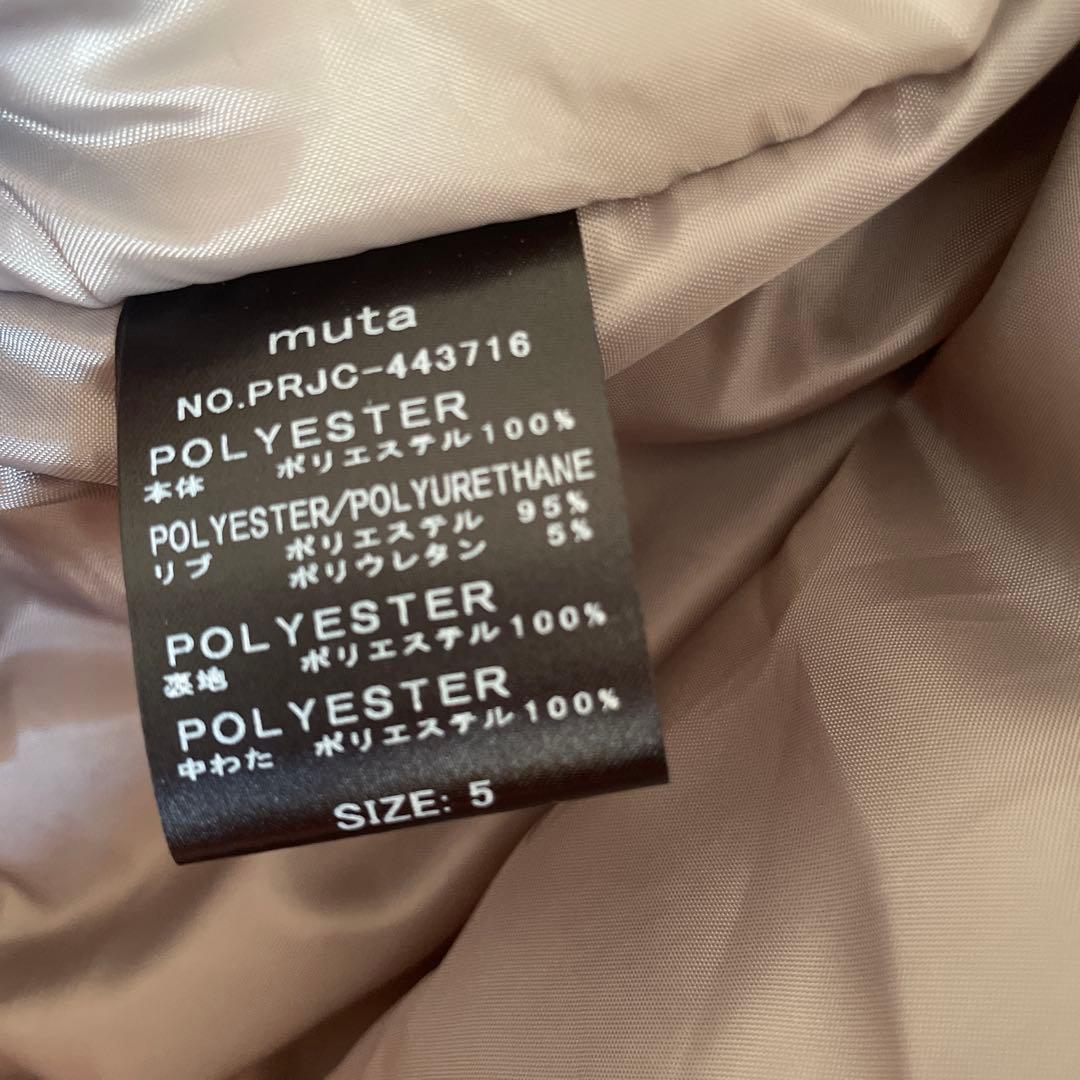 muta
NO.PRJC-443716
POLYESTER
本体 ポリエステル100%
POLYESTER/POLYURETHANE
リブ ポリエステル 95%
ポリウレタン 5%
POLYESTER
裏地 ポリエステル100%
POLYESTER
中わた ポリエステル100%
SIZE: 5